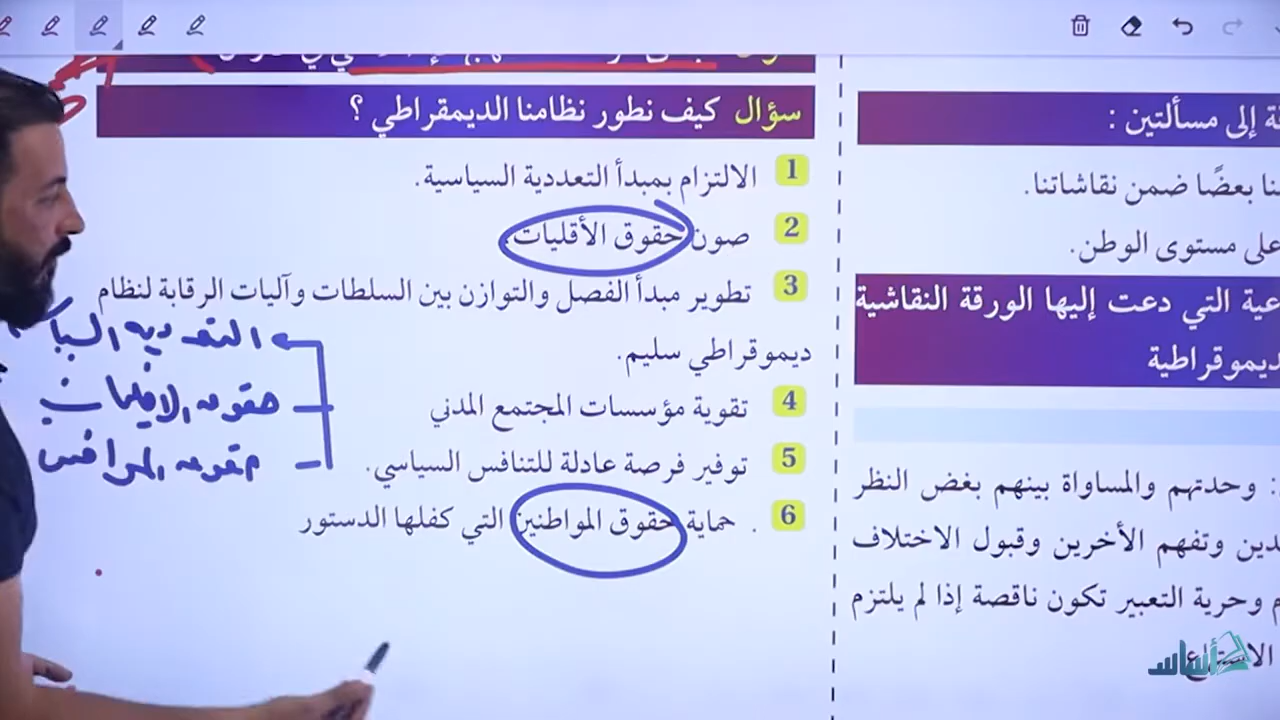 سؤال كيف نطور نظامنا الديمقراطي ؟
1 الالتزام بمبدأ التعددية السياسية.
2 صون حقوق الأقليات.
3 تطوير مبدأ الفصل والتوازن بين السلطات وآليات الرقابة لنظام
ديموقراطي سليم.
4 تقوية مؤسسات المجتمع المدني
5 توفير فرصة عادلة للتنافس السياسي.
6 . حماية حقوق المواطنين التي كفلها الدستور
التعددية
حقوق الاقليات
ة إلى مسألتين :
نا بعضًا ضمن نقاشاتنا.
على مستوى الوطن.
عية التي دعت إليها الورقة النقاشية
ديموقراطية
: وحدتهم والمساواة بينهم بغض النظر
دين وتفهم الأخرين وقبول الاختلاف
م وحرية التعبير تكون ناقصة إذا لم يلتزم
أساس